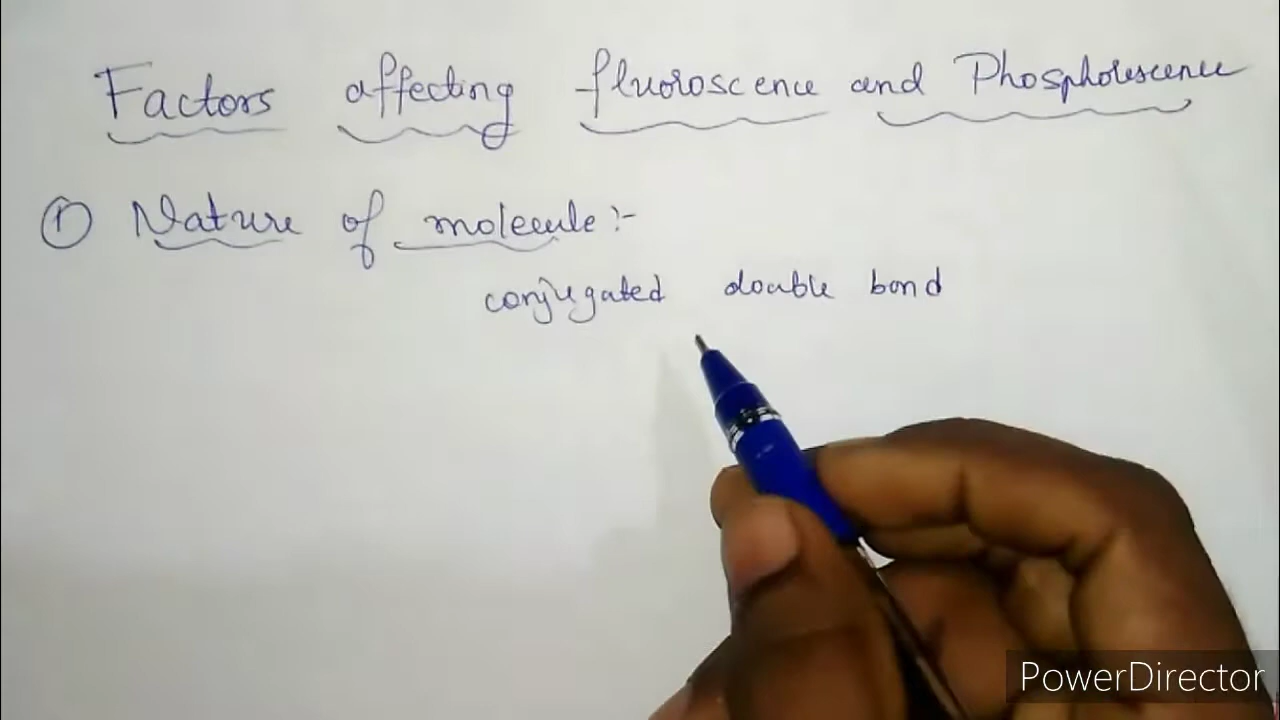 Factors affecting fluoroscence and Phospholescence
① Nature of molecule :-
conjugated double bond
PowerDirector